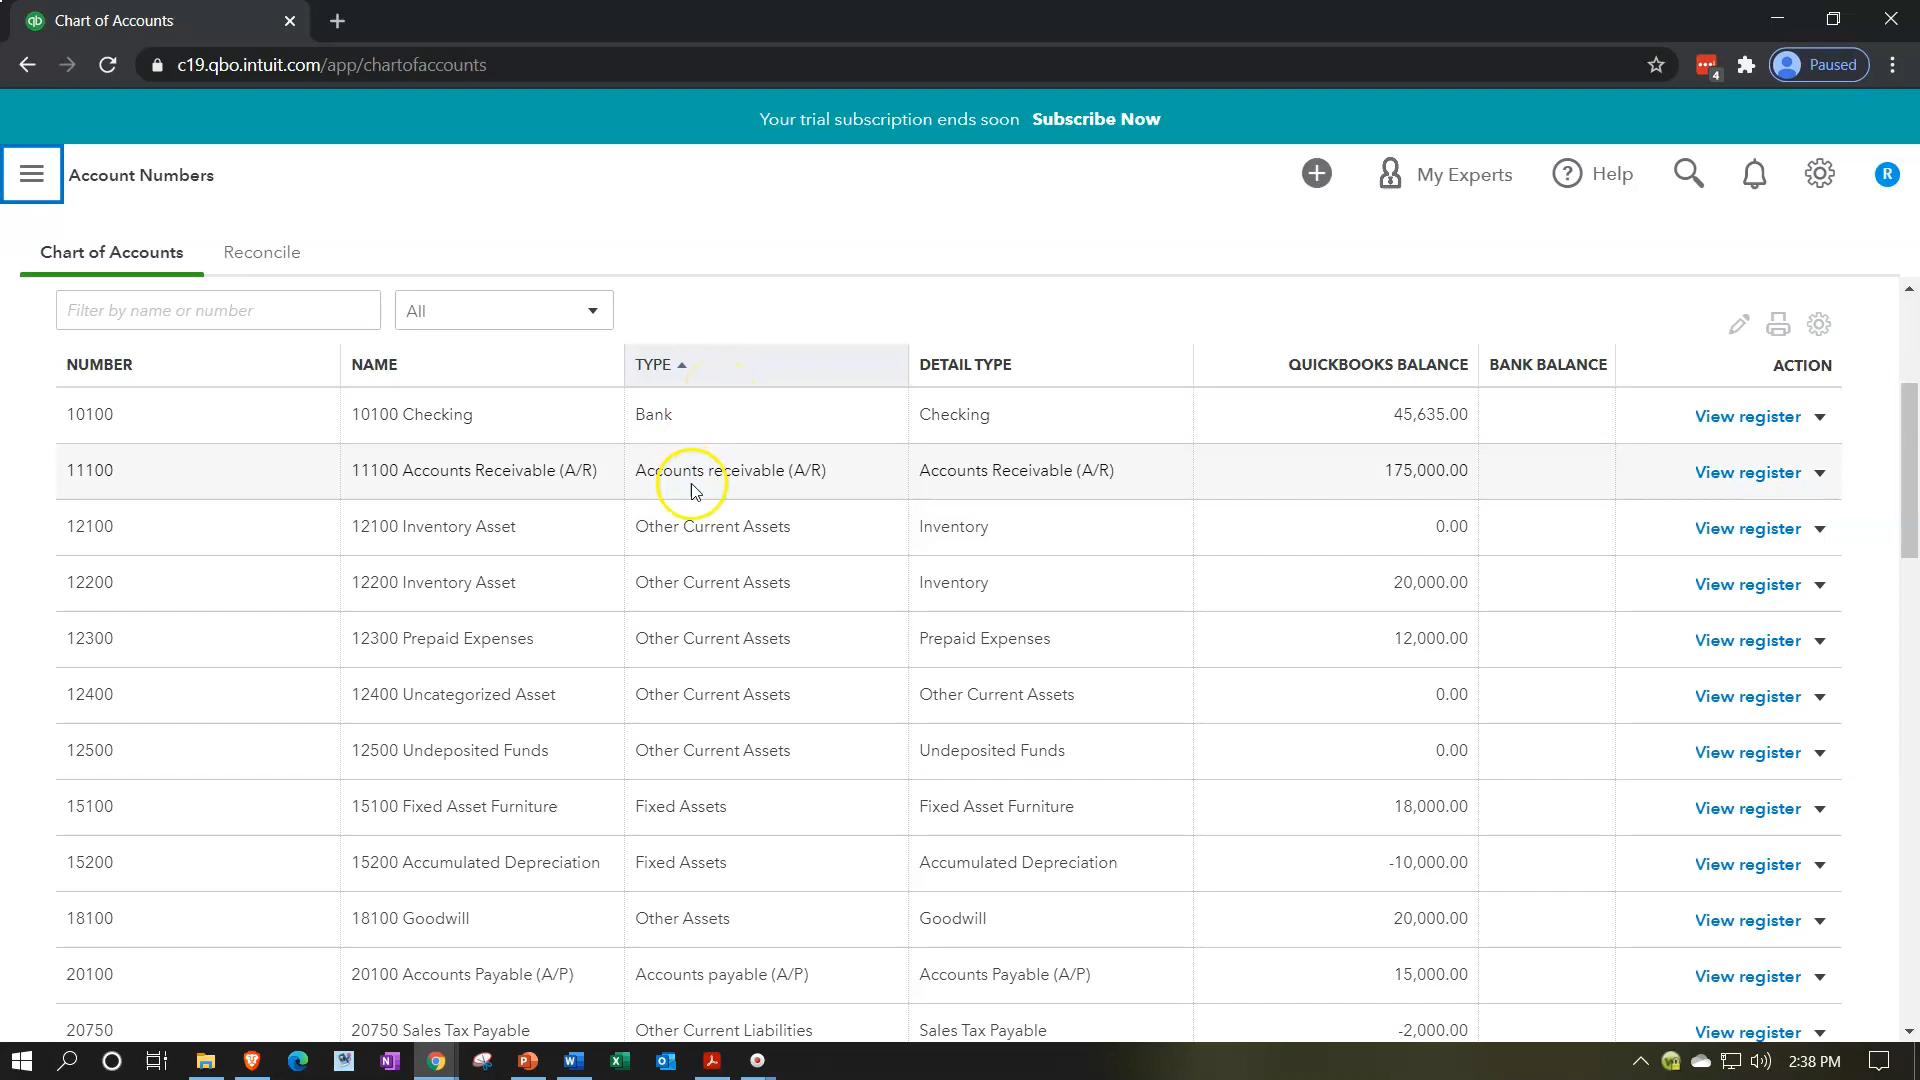 Chart of Accounts
c19.qbo.intuit.com/app/chartofaccounts
4
Paused
Your trial subscription ends soon Subscribe Now
Account Numbers
My Experts
Help
R
Chart of Accounts Reconcile
Filter by name or number
All
NUMBER NAME TYPE DETAIL TYPE QUICKBOOKS BALANCE BANK BALANCE ACTION
10100 10100 Checking Bank Checking 45,635.00 View register
11100 11100 Accounts Receivable (A/R) Accounts receivable (A/R) Accounts Receivable (A/R) 175,000.00 View register
12100 12100 Inventory Asset Other Current Assets Inventory 0.00 View register
12200 12200 Inventory Asset Other Current Assets Inventory 20,000.00 View register
12300 12300 Prepaid Expenses Other Current Assets Prepaid Expenses 12,000.00 View register
12400 12400 Uncategorized Asset Other Current Assets Other Current Assets 0.00 View register
12500 12500 Undeposited Funds Other Current Assets Undeposited Funds 0.00 View register
15100 15100 Fixed Asset Furniture Fixed Assets Fixed Asset Furniture 18,000.00 View register
15200 15200 Accumulated Depreciation Fixed Assets Accumulated Depreciation -10,000.00 View register
18100 18100 Goodwill Other Assets Goodwill 20,000.00 View register
20100 20100 Accounts Payable (A/P) Accounts payable (A/P) Accounts Payable (A/P) 15,000.00 View register
20750 20750 Sales Tax Payable Other Current Liabilities Sales Tax Payable -2,000.00 View register
2:38 PM